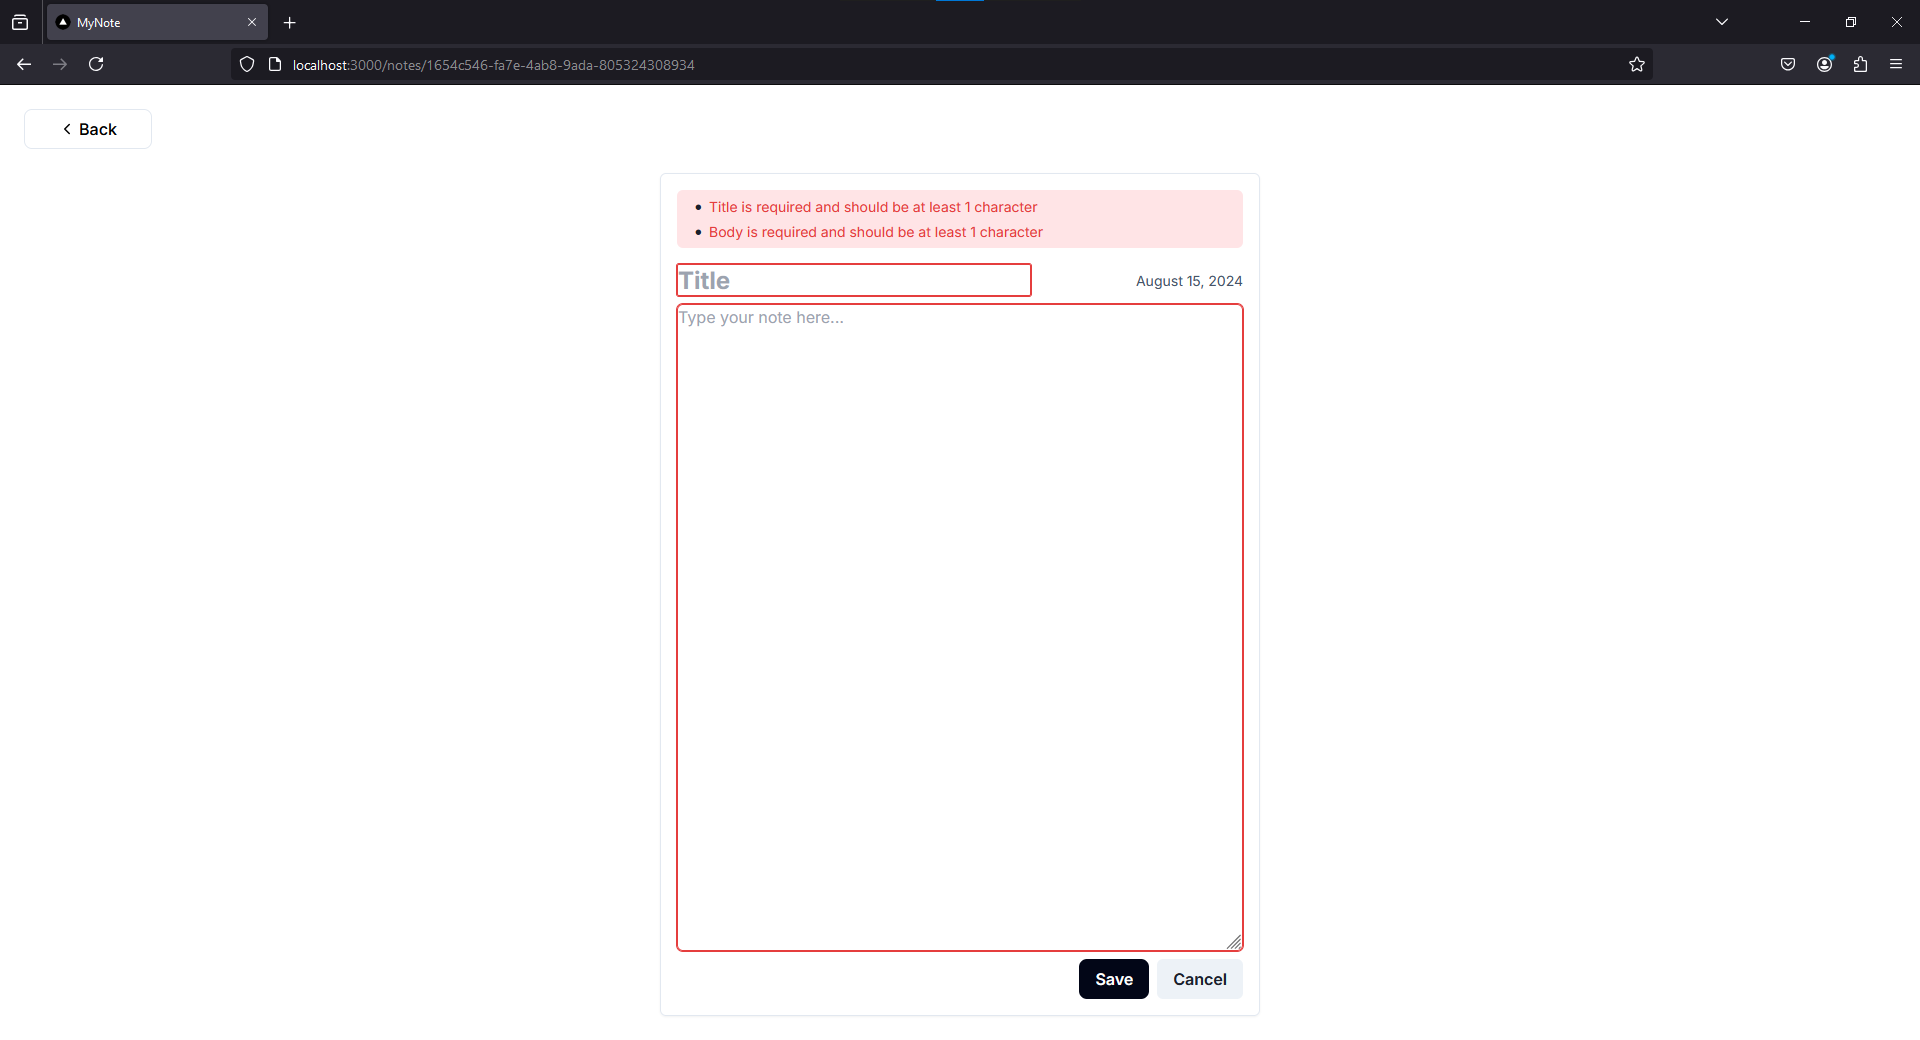 MyNote
localhost:3000/notes/1654c546-fa7e-4ab8-9ada-805324308934
Back
Title is required and should be at least 1 character
Body is required and should be at least 1 character
Title
August 15, 2024
Type your note here...
Save Cancel